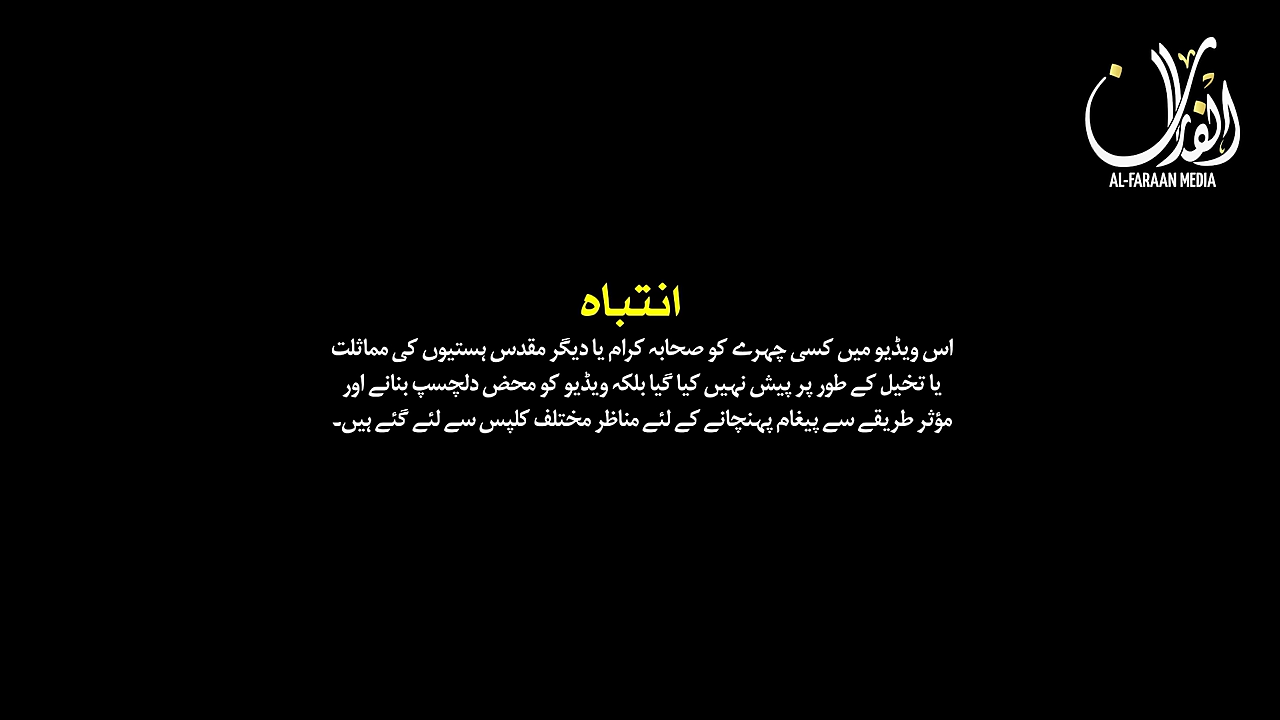 الفاران
AL-FARAAN MEDIA
انتباہ
اس ویڈیو میں کسی چہرے کو صحابہ کرام یا دیگر مقدس ہستیوں کی مماثلت
یا تخیل کے طور پر پیش نہیں کیا گیا بلکہ ویڈیو کو محض دلچسپ بنانے اور
مؤثر طریقے سے پیغام پہنچانے کے لئے مناظر مختلف کلپس سے لئے گئے ہیں۔